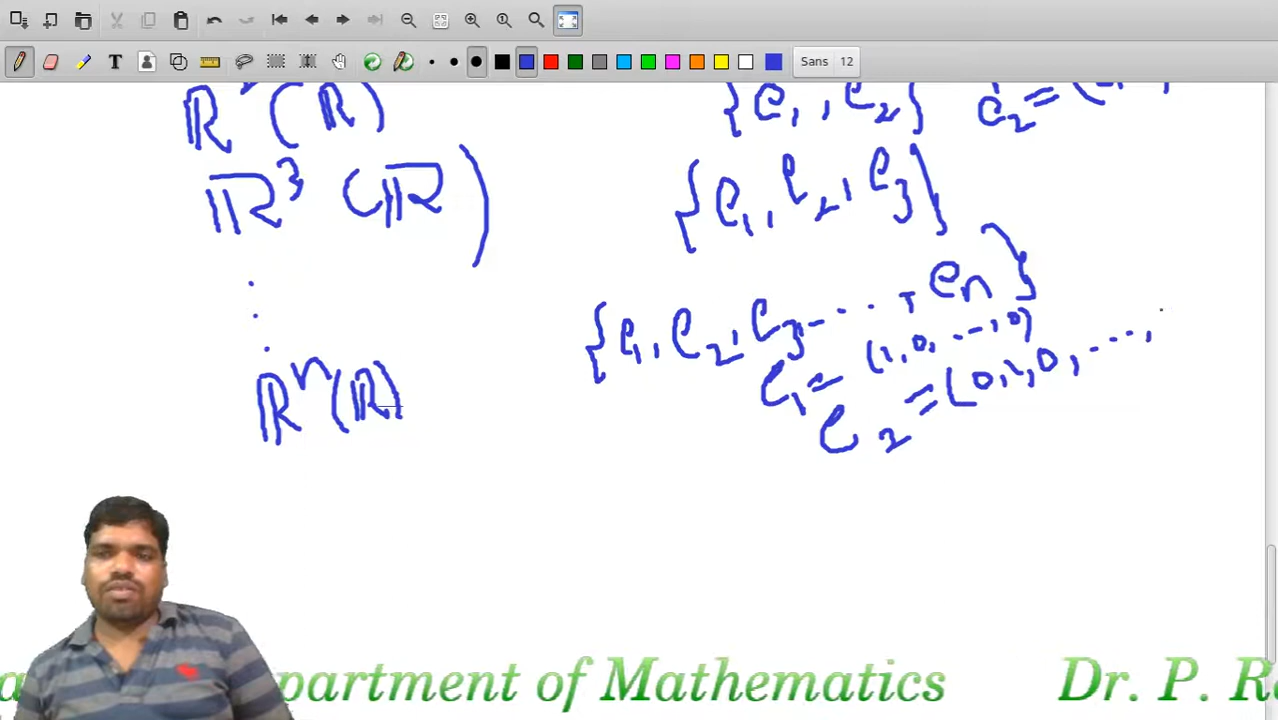 Sans 12
ℝ² (ℝ) {e₁, e₂} e₂ = (
ℝ³ (ℝ) {e₁, e₂, e₃}
{e₁, e₂, e₃ ..., eₙ}
ℝⁿ(ℝ) e₁ = (1, 0, ..., 0)
e₂ = (0, 1, 0, ...,
partment of Mathematics Dr. P. R